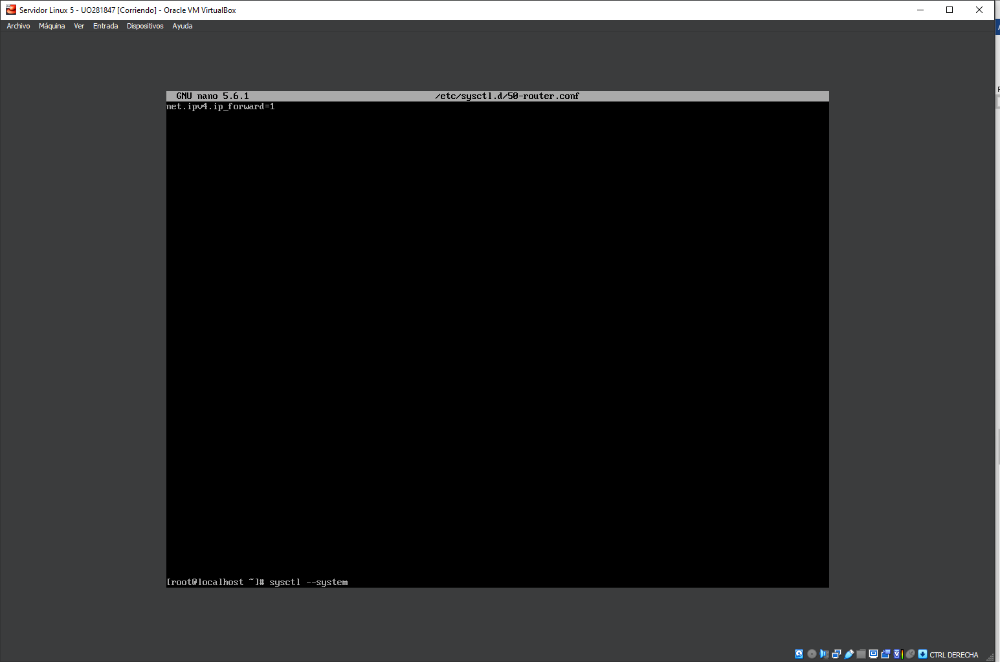 Servidor Linux 5 - UO281847 [Corriendo] - Oracle VM VirtualBox
Archivo Máquina Ver Entrada Dispositivos Ayuda
GNU nano 5.6.1 /etc/sysctl.d/50-router.conf
net.ipv4.ip_forward=1
[root@localhost ~]# sysctl --system
CTRL DERECHA